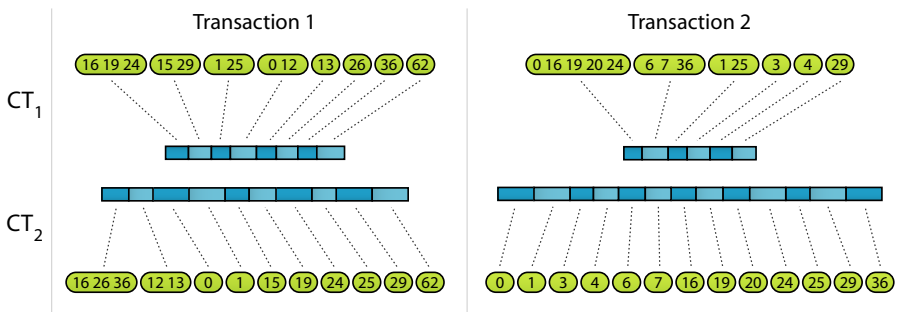 Transaction 1
Transaction 2
16 19 24 15 29 1 25 0 12 13 26 36 62
0 16 19 20 24 6 7 36 1 25 3 4 29
CT1
CT2
16 26 36 12 13 0 1 15 19 24 25 29 62
0 1 3 4 6 7 16 19 20 24 25 29 36